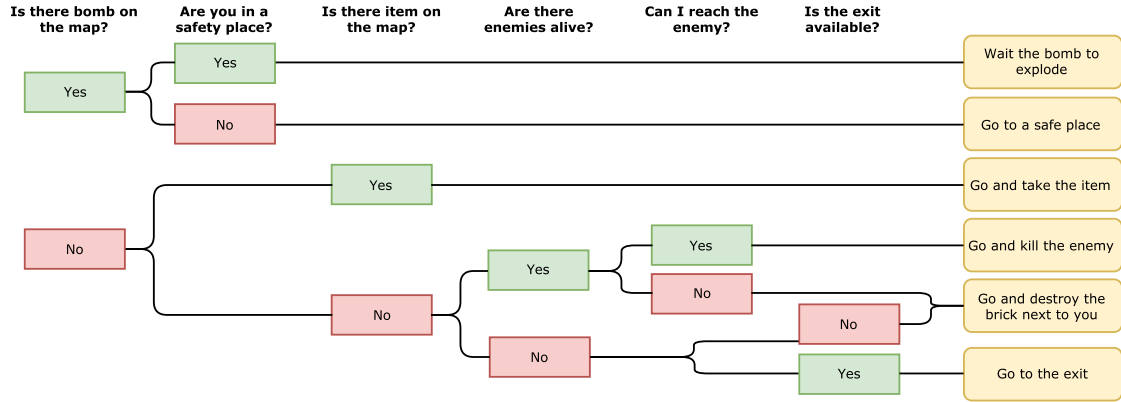 Is there bomb on
the map?
Are you in a
safety place?
Is there item on
the map?
Are there
enemies alive?
Can I reach the
enemy?
Is the exit
available?
Yes
Yes
Wait the bomb to
explode
No
Go to a safe place
No
Yes
Go and take the item
No
Yes
Yes
Go and kill the enemy
No
Go and destroy the
brick next to you
No
No
Yes
Go to the exit